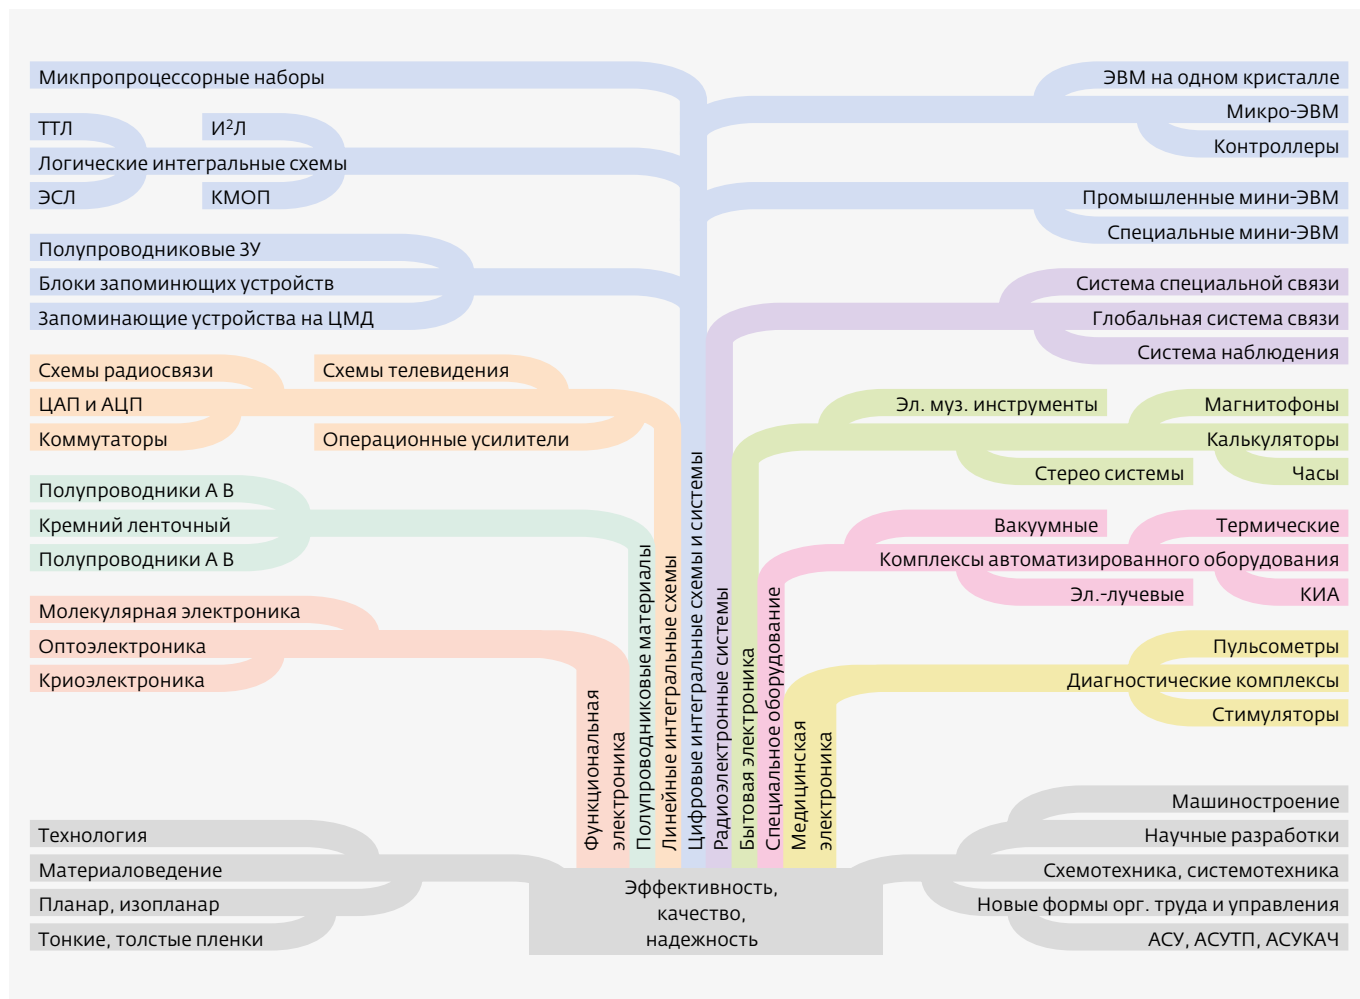 Микпропроцессорные наборы
ТТЛ
И²Л
Логические интегральные схемы
ЭСЛ
КМОП
Полупроводниковые ЗУ
Блоки запоминющих устройств
Запоминающие устройства на ЦМД
Схемы радиосвязи
Схемы телевидения
ЦАП и АЦП
Коммутаторы
Операционные усилители
Полупроводники А В
Кремний ленточный
Полупроводники А В
Молекулярная электроника
Оптоэлектроника
Криоэлектроника
ЭВМ на одном кристалле
Микро-ЭВМ
Контроллеры
Промышленные мини-ЭВМ
Специальные мини-ЭВМ
Система специальной связи
Глобальная система связи
Система наблюдения
Эл. муз. инструменты
Магнитофоны
Калькуляторы
Стерео системы
Часы
Вакуумные
Термические
Комплексы автоматизированного оборудования
Эл.-лучевые
КИА
Пульсометры
Диагностические комплексы
Стимуляторы
Функциональная
электроника
Полупроводниковые материалы
Линейные интегральные схемы
Цифровые интегральные схемы и системы
Радиоэлектронные системы
Бытовая электроника
Специальное оборудование
Медицинская
электроника
Технология
Материаловедение
Планар, изопланар
Тонкие, толстые пленки
Эффективность,
качество,
надежность
Машиностроение
Научные разработки
Схемотехника, системотехника
Новые формы орг. труда и управления
АСУ, АСУТП, АСУКАЧ